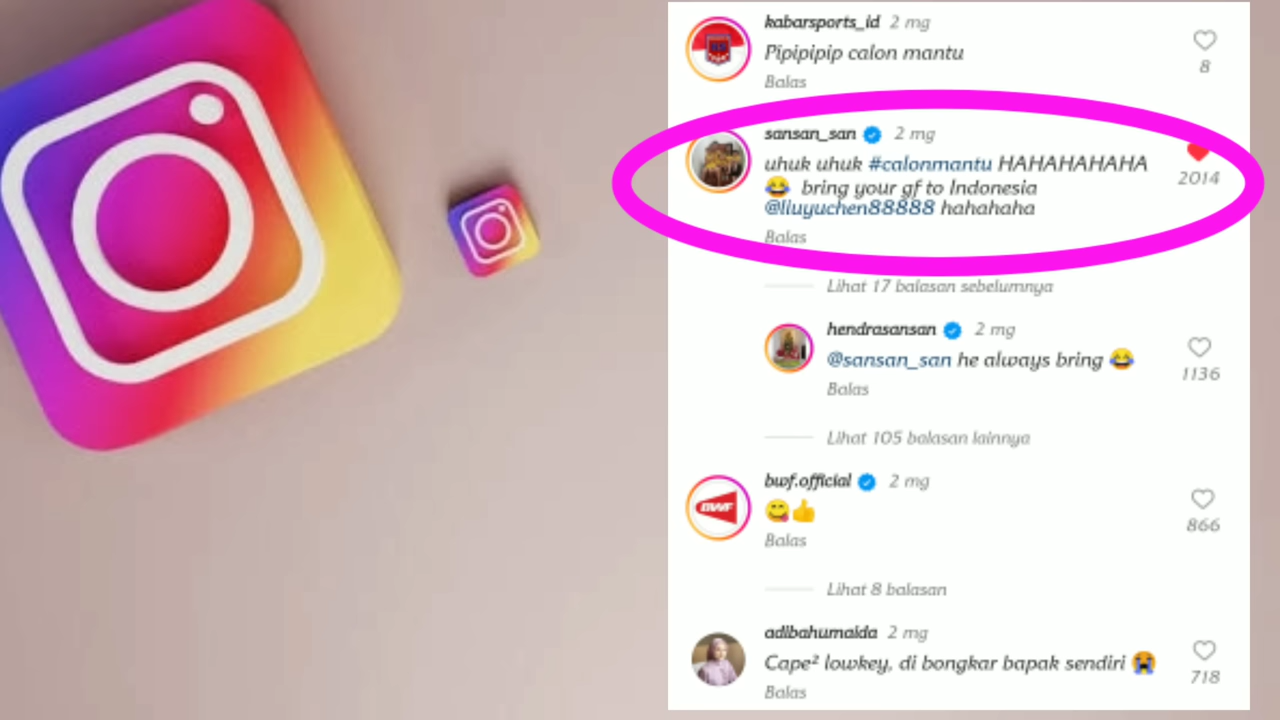 kabarsports_id 2 mg
Pipipipip calon mantu
8
Balas
sansan_san 2 mg
uhuk uhuk #calonmantu HAHAHAHAHA
😂 bring your gf to Indonesia
@liuyuchen88888 hahahaha
2014
Balas
Lihat 17 balasan sebelumnya
hendrasansan 2 mg
@sansan_san he always bring 😂
1136
Balas
Lihat 105 balasan lainnya
bwf.official 2 mg
BWF
😋👍
866
Balas
Lihat 8 balasan
adibahumaida 2 mg
Cape² lowkey, di bongkar bapak sendiri 😭
718
Balas